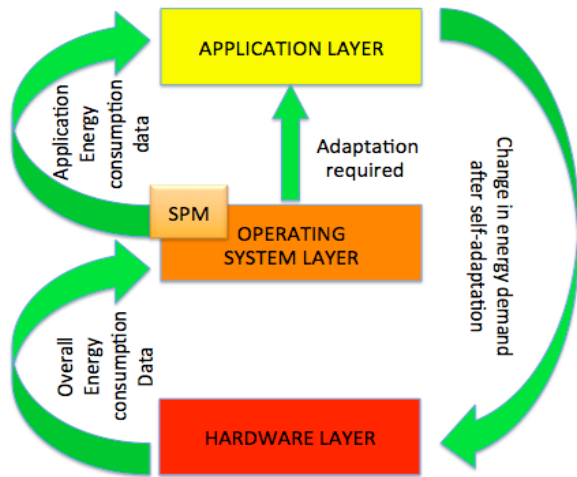 APPLICATION LAYER
Application
Energy
consumption
data
Adaptation
required
SPM
OPERATING
SYSTEM LAYER
Change in energy demand
after self-adaptation
Overall
Energy
consumption
Data
HARDWARE LAYER